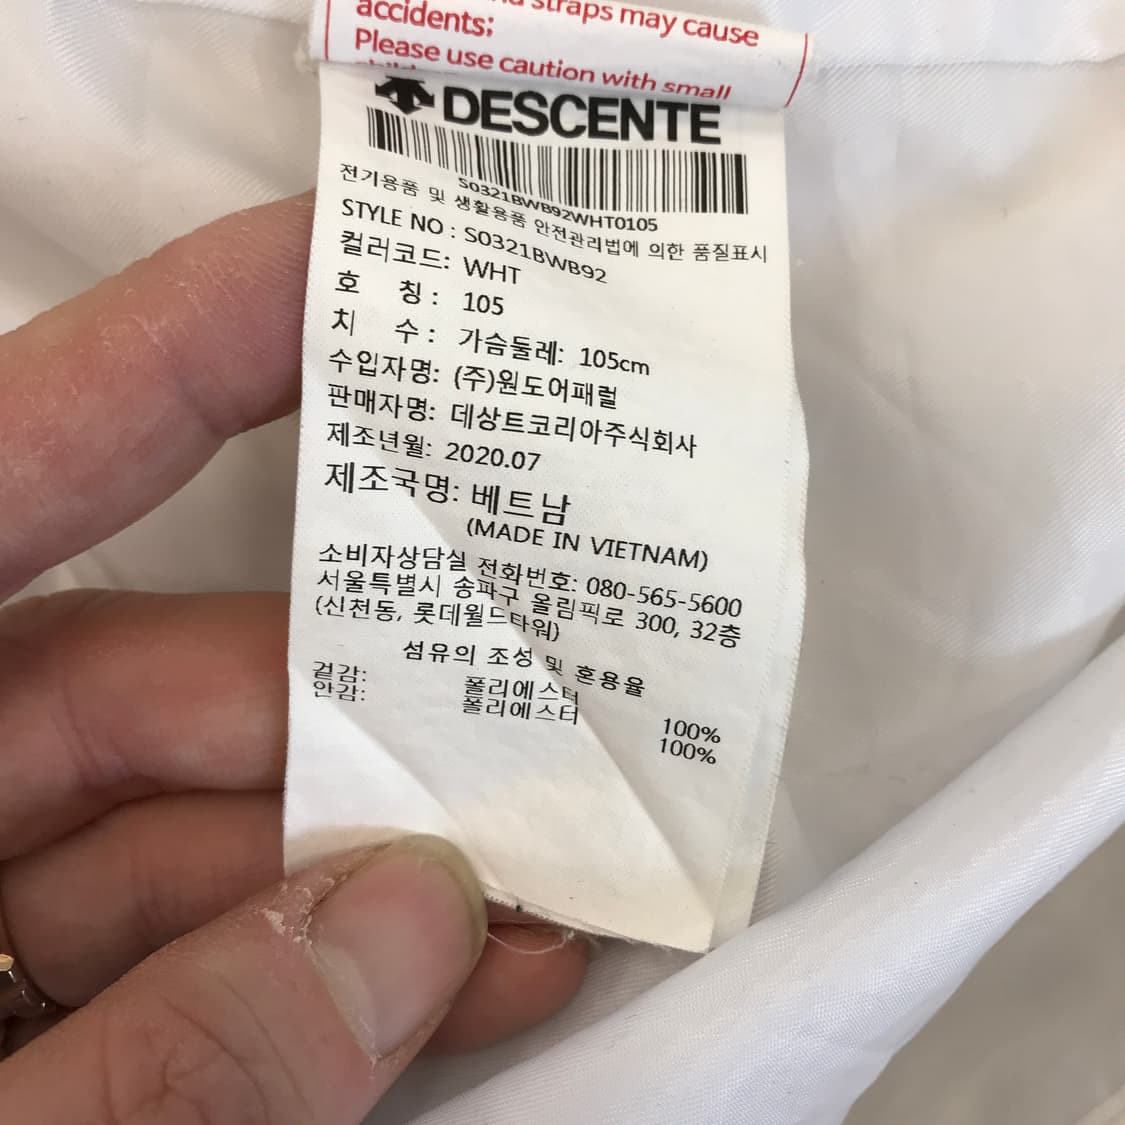 straps may cause
accidents;
Please use caution with small
DESCENTE
S0321BWB92WHT0105
전기용품 및 생활용품 안전관리법에 의한 품질표시
STYLE NO : S0321BWB92
컬러코드: WHT
호 칭 : 105
치 수 : 가슴둘레: 105cm
수입자명: (주)원도어패럴
판매자명: 데상트코리아주식회사
제조년월: 2020.07
제조국명: 베트남
(MADE IN VIETNAM)
소비자상담실 전화번호: 080-565-5600
서울특별시 송파구 올림픽로 300, 32층
(신천동, 롯데월드타워)
섬유의 조성 및 혼용율
겉감: 폴리에스터 100%
안감: 폴리에스터 100%